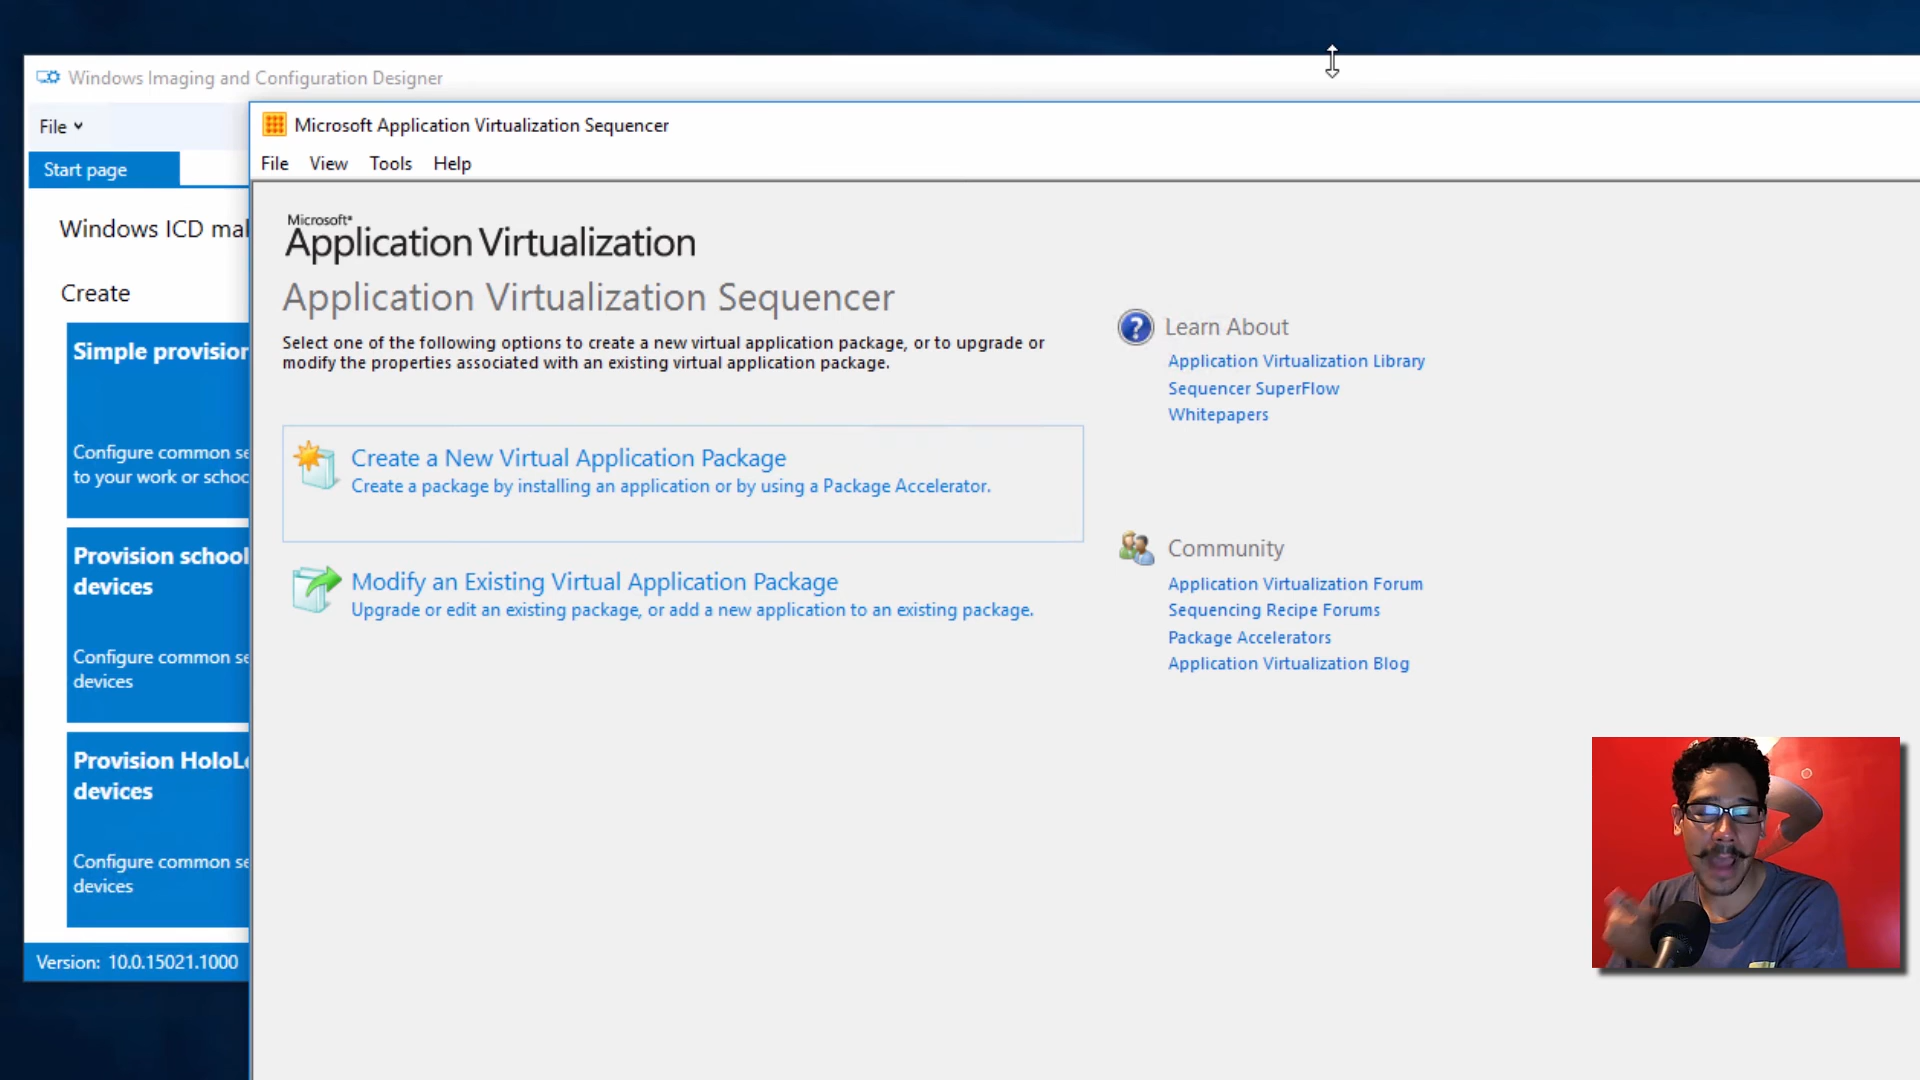 Windows Imaging and Configuration Designer
File
Start page
Windows ICD
Create
Simple
Configure common
to your work or
Provision school
devices
Configure common
devices
Provision
devices
Configure common
devices
Version: 10.0.15021.1000
Microsoft Application Virtualization Sequencer
File View Tools Help
Microsoft®
Application Virtualization
Application Virtualization Sequencer
Select one of the following options to create a new virtual application package, or to upgrade or
modify the properties associated with an existing virtual application package.
Create a New Virtual Application Package
Create a package by installing an application or by using a Package Accelerator.
Modify an Existing Virtual Application Package
Upgrade or edit an existing package, or add a new application to an existing package.
Learn About
Application Virtualization Library
Sequencer SuperFlow
Whitepapers
Community
Application Virtualization Forum
Sequencing Recipe Forums
Package Accelerators
Application Virtualization Blog